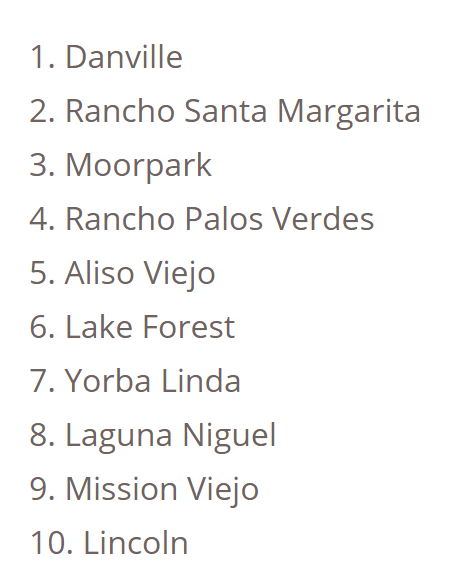 1. Danville
2. Rancho Santa Margarita
3. Moorpark
4. Rancho Palos Verdes
5. Aliso Viejo
6. Lake Forest
7. Yorba Linda
8. Laguna Niguel
9. Mission Viejo
10. Lincoln